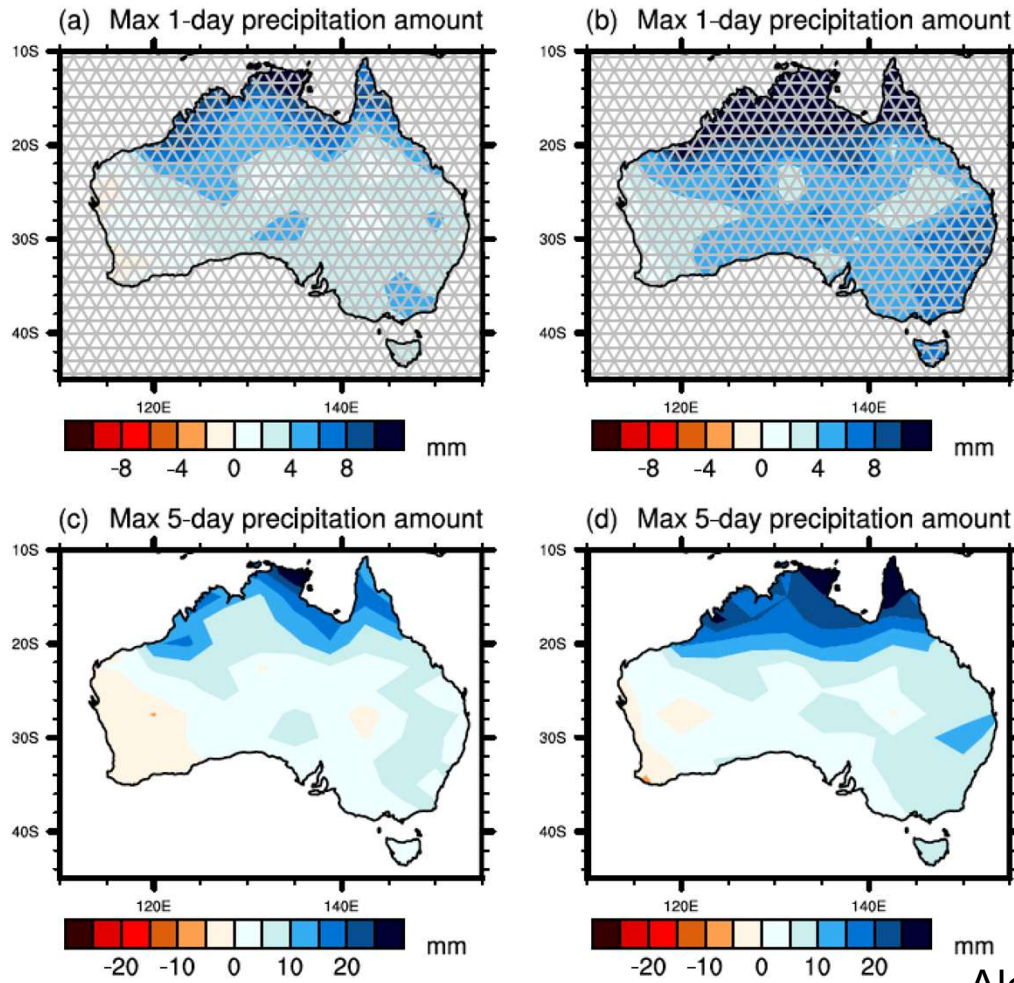 (a) Max 1-day precipitation amount
(b) Max 1-day precipitation amount
10S
20S
30S
40S
120E 140E
-8 -4 0 4 8 mm
10S
20S
30S
40S
120E 140E
-8 -4 0 4 8 mm
(c) Max 5-day precipitation amount
(d) Max 5-day precipitation amount
10S
20S
30S
40S
120E 140E
-20 -10 0 10 20 mm
10S
20S
30S
40S
120E 140E
-20 -10 0 10 20 mm